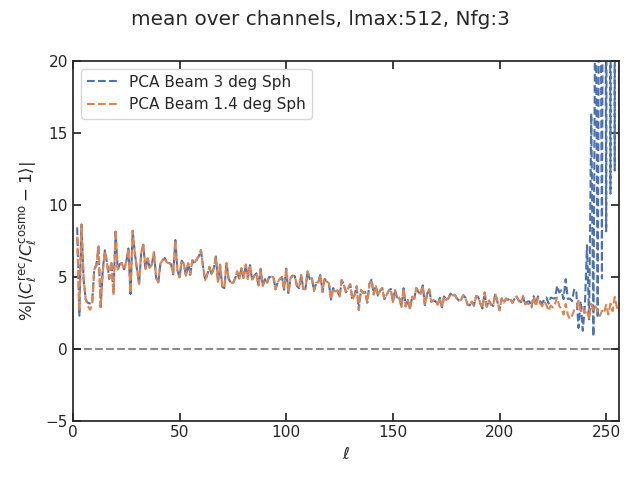 mean over channels, lmax:512, Nfg:3
PCA Beam 3 deg Sph
PCA Beam 1.4 deg Sph
%|⟨C_ℓ^rec/C_ℓ^cosmo − 1⟩|
20
15
10
5
0
−5
0 50 100 150 200 250
ℓ